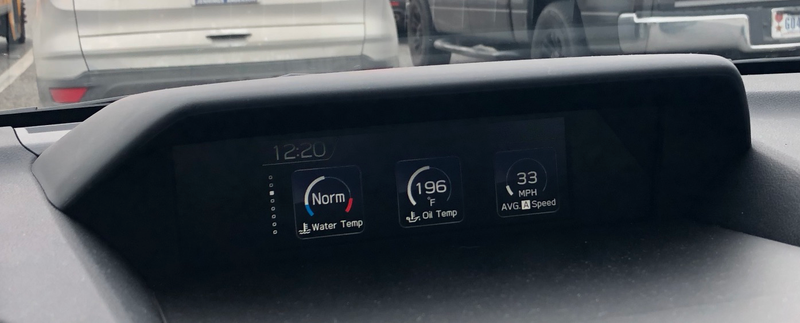 12:20
Norm
Water Temp
196
°F
Oil Temp
33
MPH
AVG. A Speed